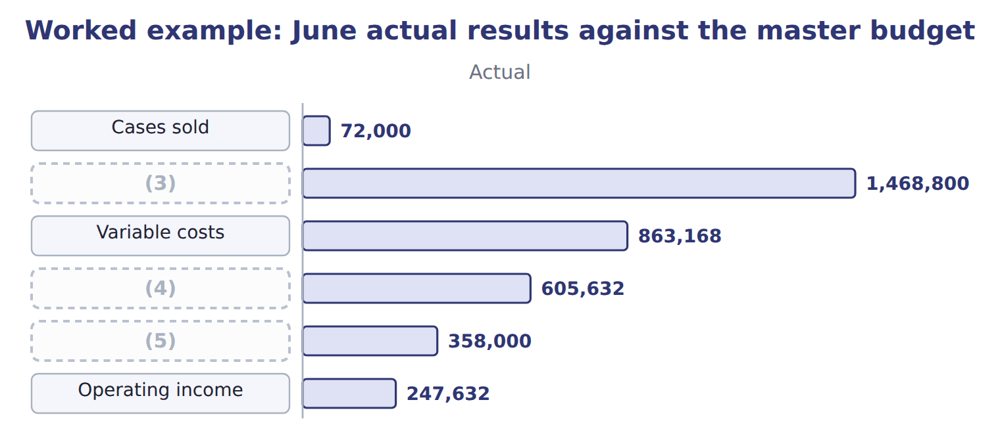 Worked example: June actual results against the master budget
Actual
Cases sold
72,000
(3)
1,468,800
Variable costs
863,168
(4)
605,632
(5)
358,000
Operating income
247,632